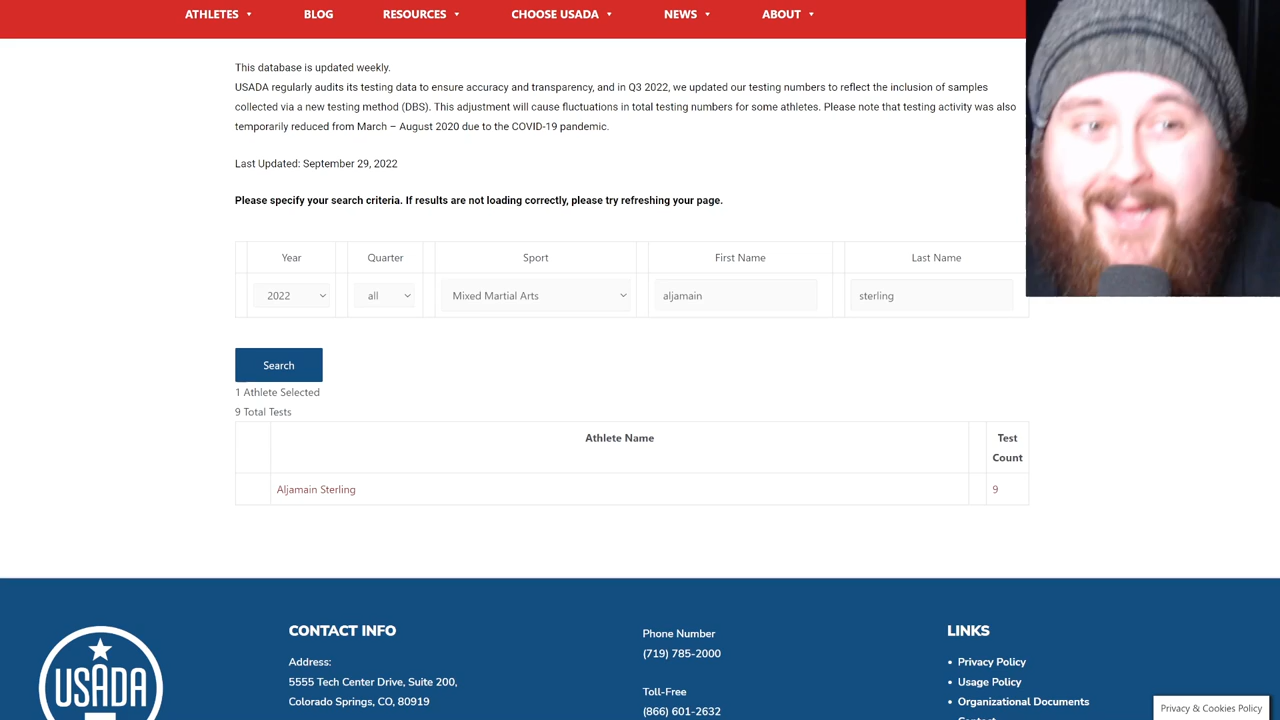 ATHLETES BLOG RESOURCES CHOOSE USADA NEWS ABOUT
This database is updated weekly.
USADA regularly audits its testing data to ensure accuracy and transparency, and in Q3 2022, we updated our testing numbers to reflect the inclusion of samples
collected via a new testing method (DBS). This adjustment will cause fluctuations in total testing numbers for some athletes. Please note that testing activity was also
temporarily reduced from March – August 2020 due to the COVID-19 pandemic.
Last Updated: September 29, 2022
Please specify your search criteria. If results are not loading correctly, please try refreshing your page.
Year Quarter Sport First Name Last Name
2022 all Mixed Martial Arts aljamain sterling
Search
1 Athlete Selected
9 Total Tests
Athlete Name Test Count
Aljamain Sterling 9
USADA
CONTACT INFO
Address:
5555 Tech Center Drive, Suite 200,
Colorado Springs, CO, 80919
Phone Number
(719) 785-2000
Toll-Free
(866) 601-2632
LINKS
• Privacy Policy
• Usage Policy
• Organizational Documents
Privacy & Cookies Policy